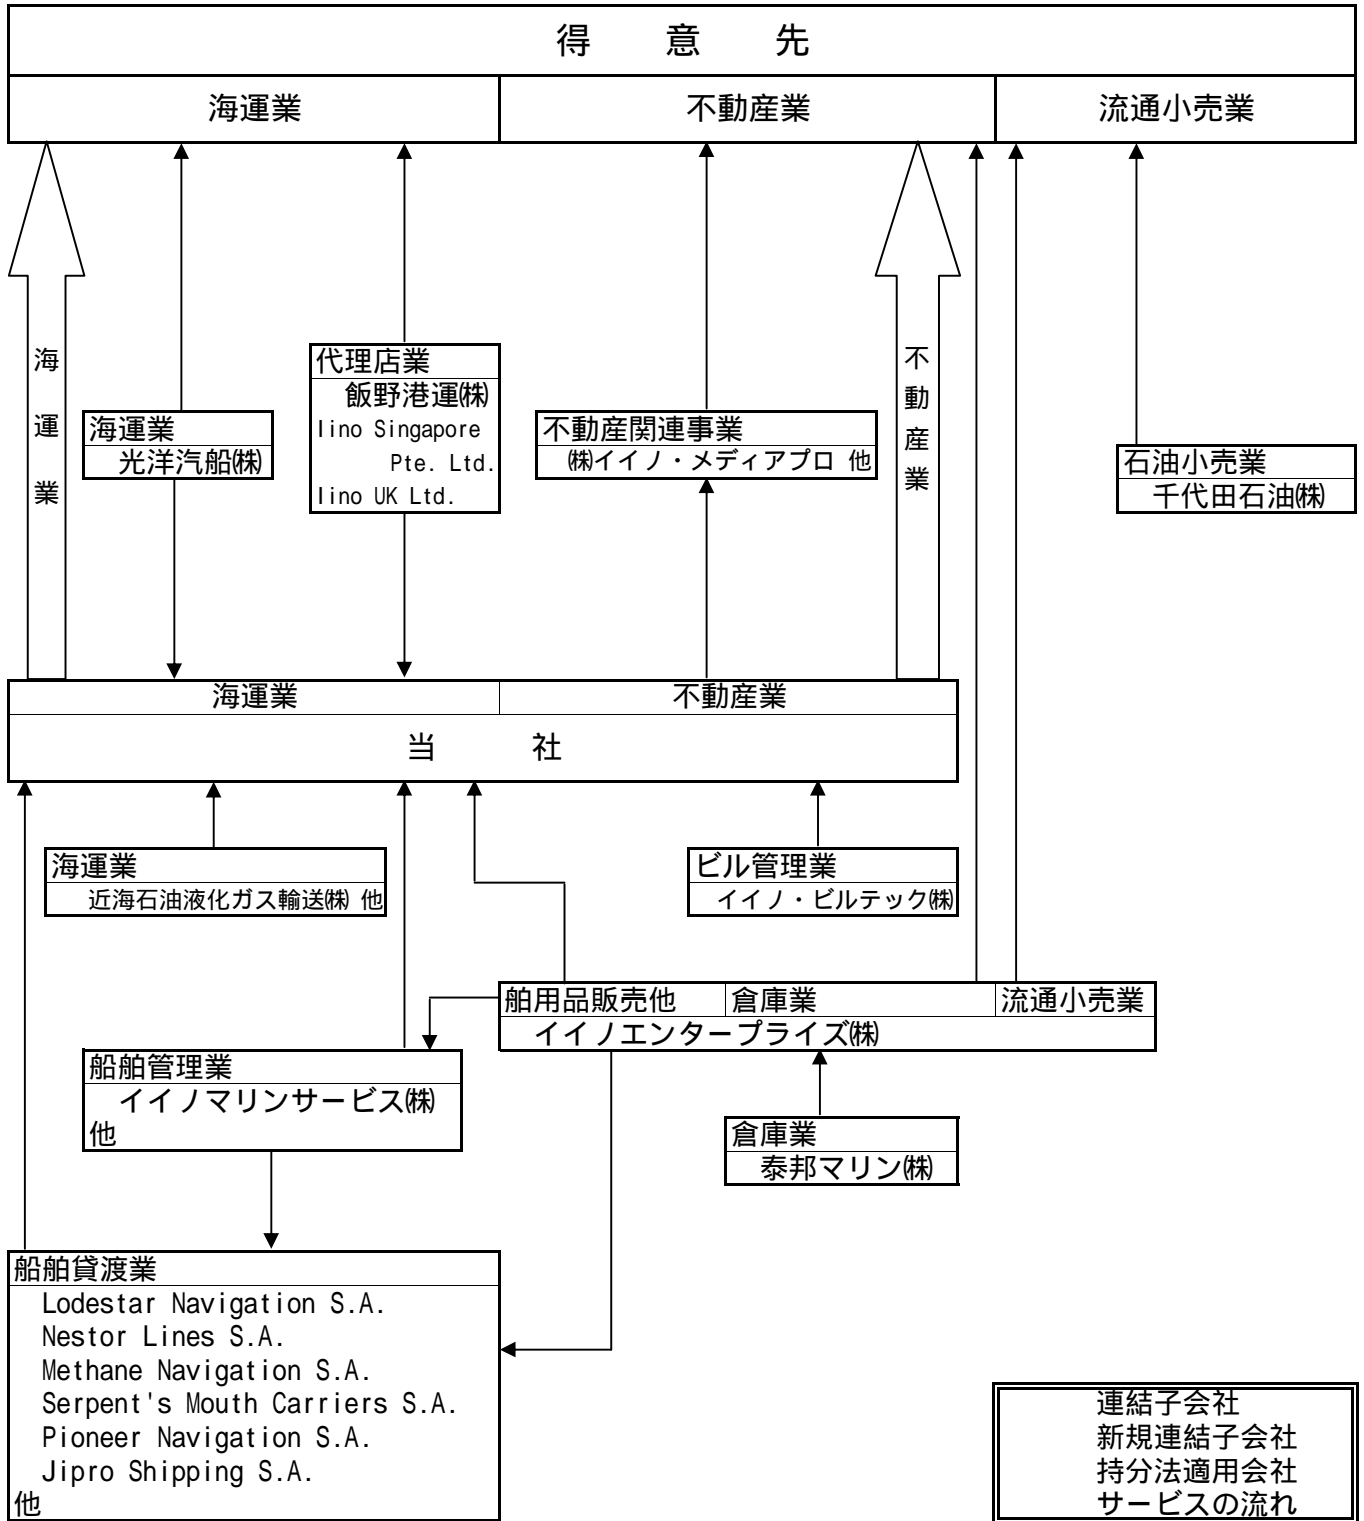 得意先
海運業 不動産業 流通小売業
海運業
不動産業
代理店業
飯野港運㈱
Iino Singapore
Pte. Ltd.
Iino UK Ltd.
海運業
光洋汽船㈱
不動産関連事業
㈱イイノ・メディアプロ 他
石油小売業
千代田石油㈱
海運業 不動産業
当社
海運業
近海石油液化ガス輸送㈱ 他
ビル管理業
イイノ・ビルテック㈱
舶用品販売他 倉庫業 流通小売業
イイノエンタープライズ㈱
船舶管理業
イイノマリンサービス㈱
他
倉庫業
泰邦マリン㈱
船舶貸渡業
Lodestar Navigation S.A.
Nestor Lines S.A.
Methane Navigation S.A.
Serpent's Mouth Carriers S.A.
Pioneer Navigation S.A.
Jipro Shipping S.A.
他
連結子会社
新規連結子会社
持分法適用会社
サービスの流れ